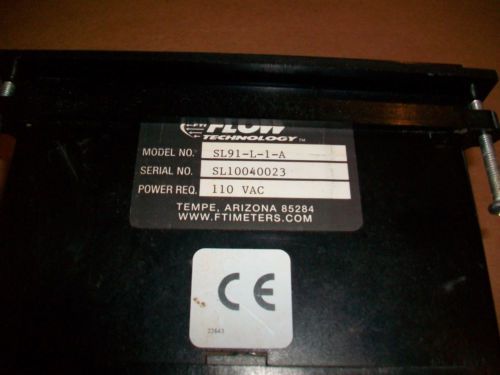 FTI FLOW
TECHNOLOGY™
MODEL NO. SL91-L-1-A
SERIAL NO. SL10040023
POWER REQ. 110 VAC
TEMPE, ARIZONA 85284
WWW.FTIMETERS.COM
CE